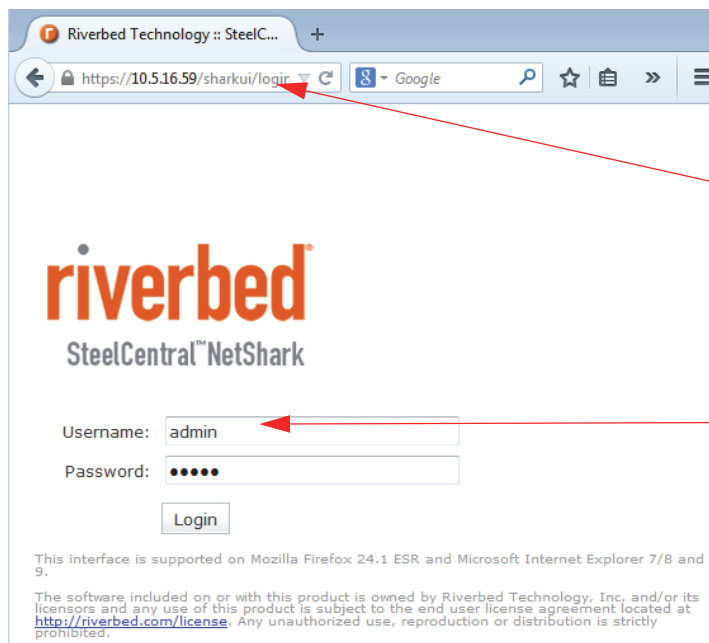 Riverbed Technology :: SteelC...
https://10.5.16.59/sharkui/login
Google
riverbed
SteelCentral™NetShark
Username: admin
Password: •••••
Login
This interface is supported on Mozilla Firefox 24.1 ESR and Microsoft Internet Explorer 7/8 and
9.
The software included on or with this product is owned by Riverbed Technology, Inc. and/or its
licensors and any use of this product is subject to the end user license agreement located at
http://riverbed.com/license. Any unauthorized use, reproduction or distribution is strictly
prohibited.